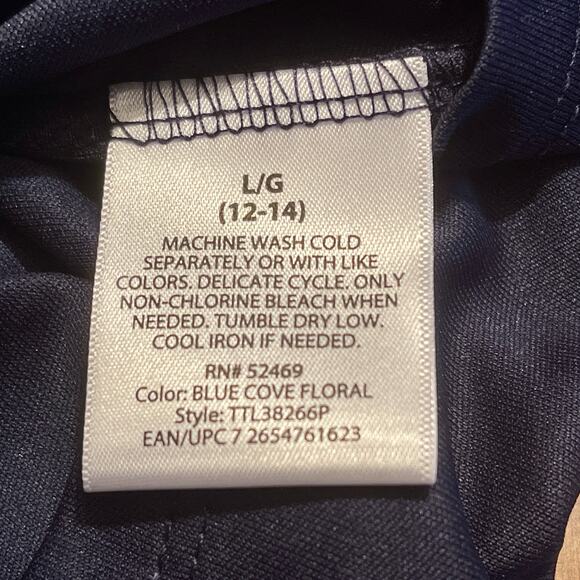 L/G
(12-14)
MACHINE WASH COLD
SEPARATELY OR WITH LIKE
COLORS. DELICATE CYCLE. ONLY
NON-CHLORINE BLEACH WHEN
NEEDED. TUMBLE DRY LOW.
COOL IRON IF NEEDED.
RN# 52469
Color: BLUE COVE FLORAL
Style: TTL38266P
EAN/UPC 7 2654761623